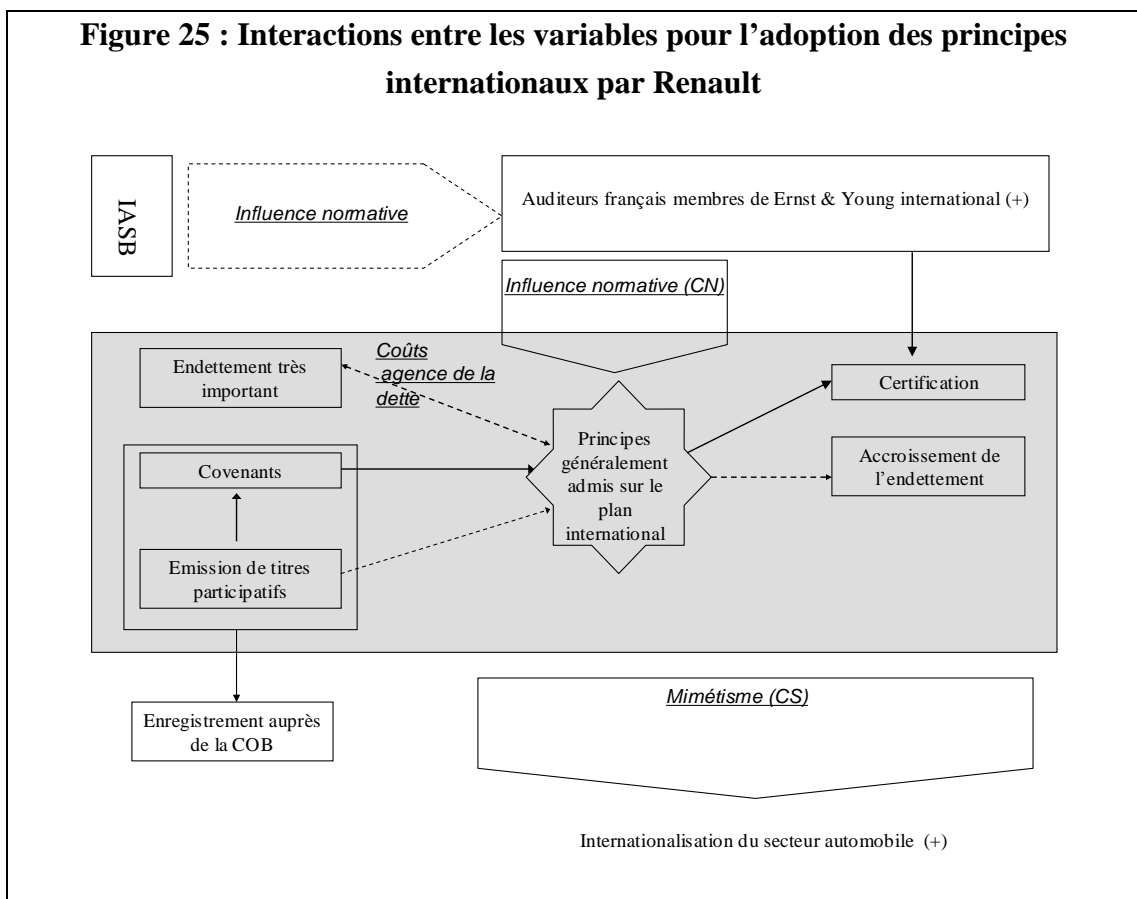 Figure 25 : Interactions entre les variables pour l’adoption des principes
internationaux par Renault
IASB
Influence normative
Auditeurs français membres de Ernst & Young international (+)
Influence normative (CN)
Endettement très
important
Coûts
agence de la
dette
Certification
Principes
généralement
admis sur le
plan
international
Covenants
Accroissement de
l’endettement
Emission de titres
participatifs
Enregistrement auprès
de la COB
Mimétisme (CS)
Internationalisation du secteur automobile (+)